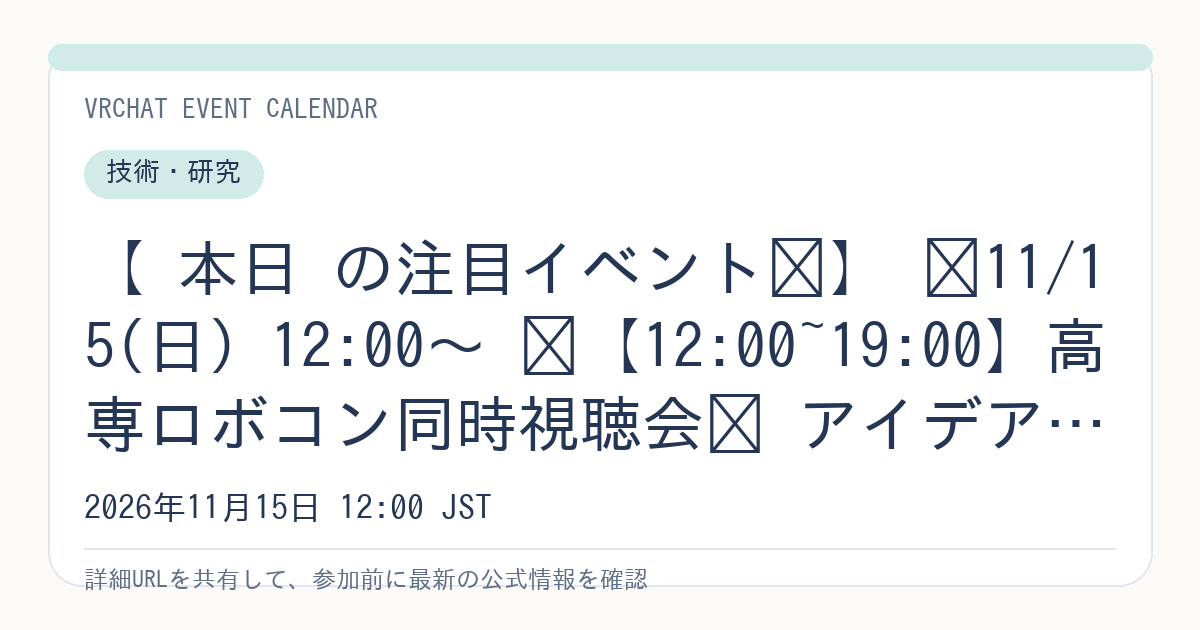 VRCHAT EVENT CALENDAR
技術・研究
【 本日 の注目イベント〿】 〿11/1
5(日) 12:00～ 〿【12:00~19:00】高
専ロボコン同時視聴会〿 アイデア…
2026年11月15日 12:00 JST
詳細URLを共有して、参加前に最新の公式情報を確認